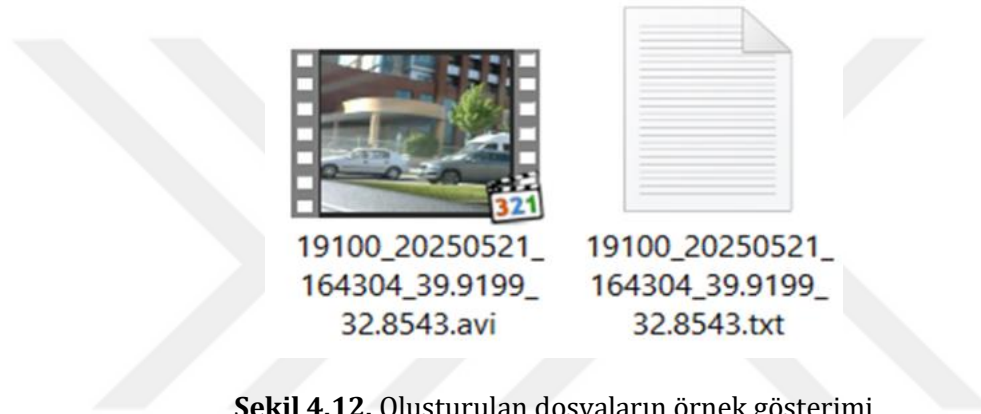 321
19100_20250521_
164304_39.9199_
32.8543.avi
19100_20250521_
164304_39.9199_
32.8543.txt
Şekil 4.12. Oluşturulan dosyaların örnek gösterimi